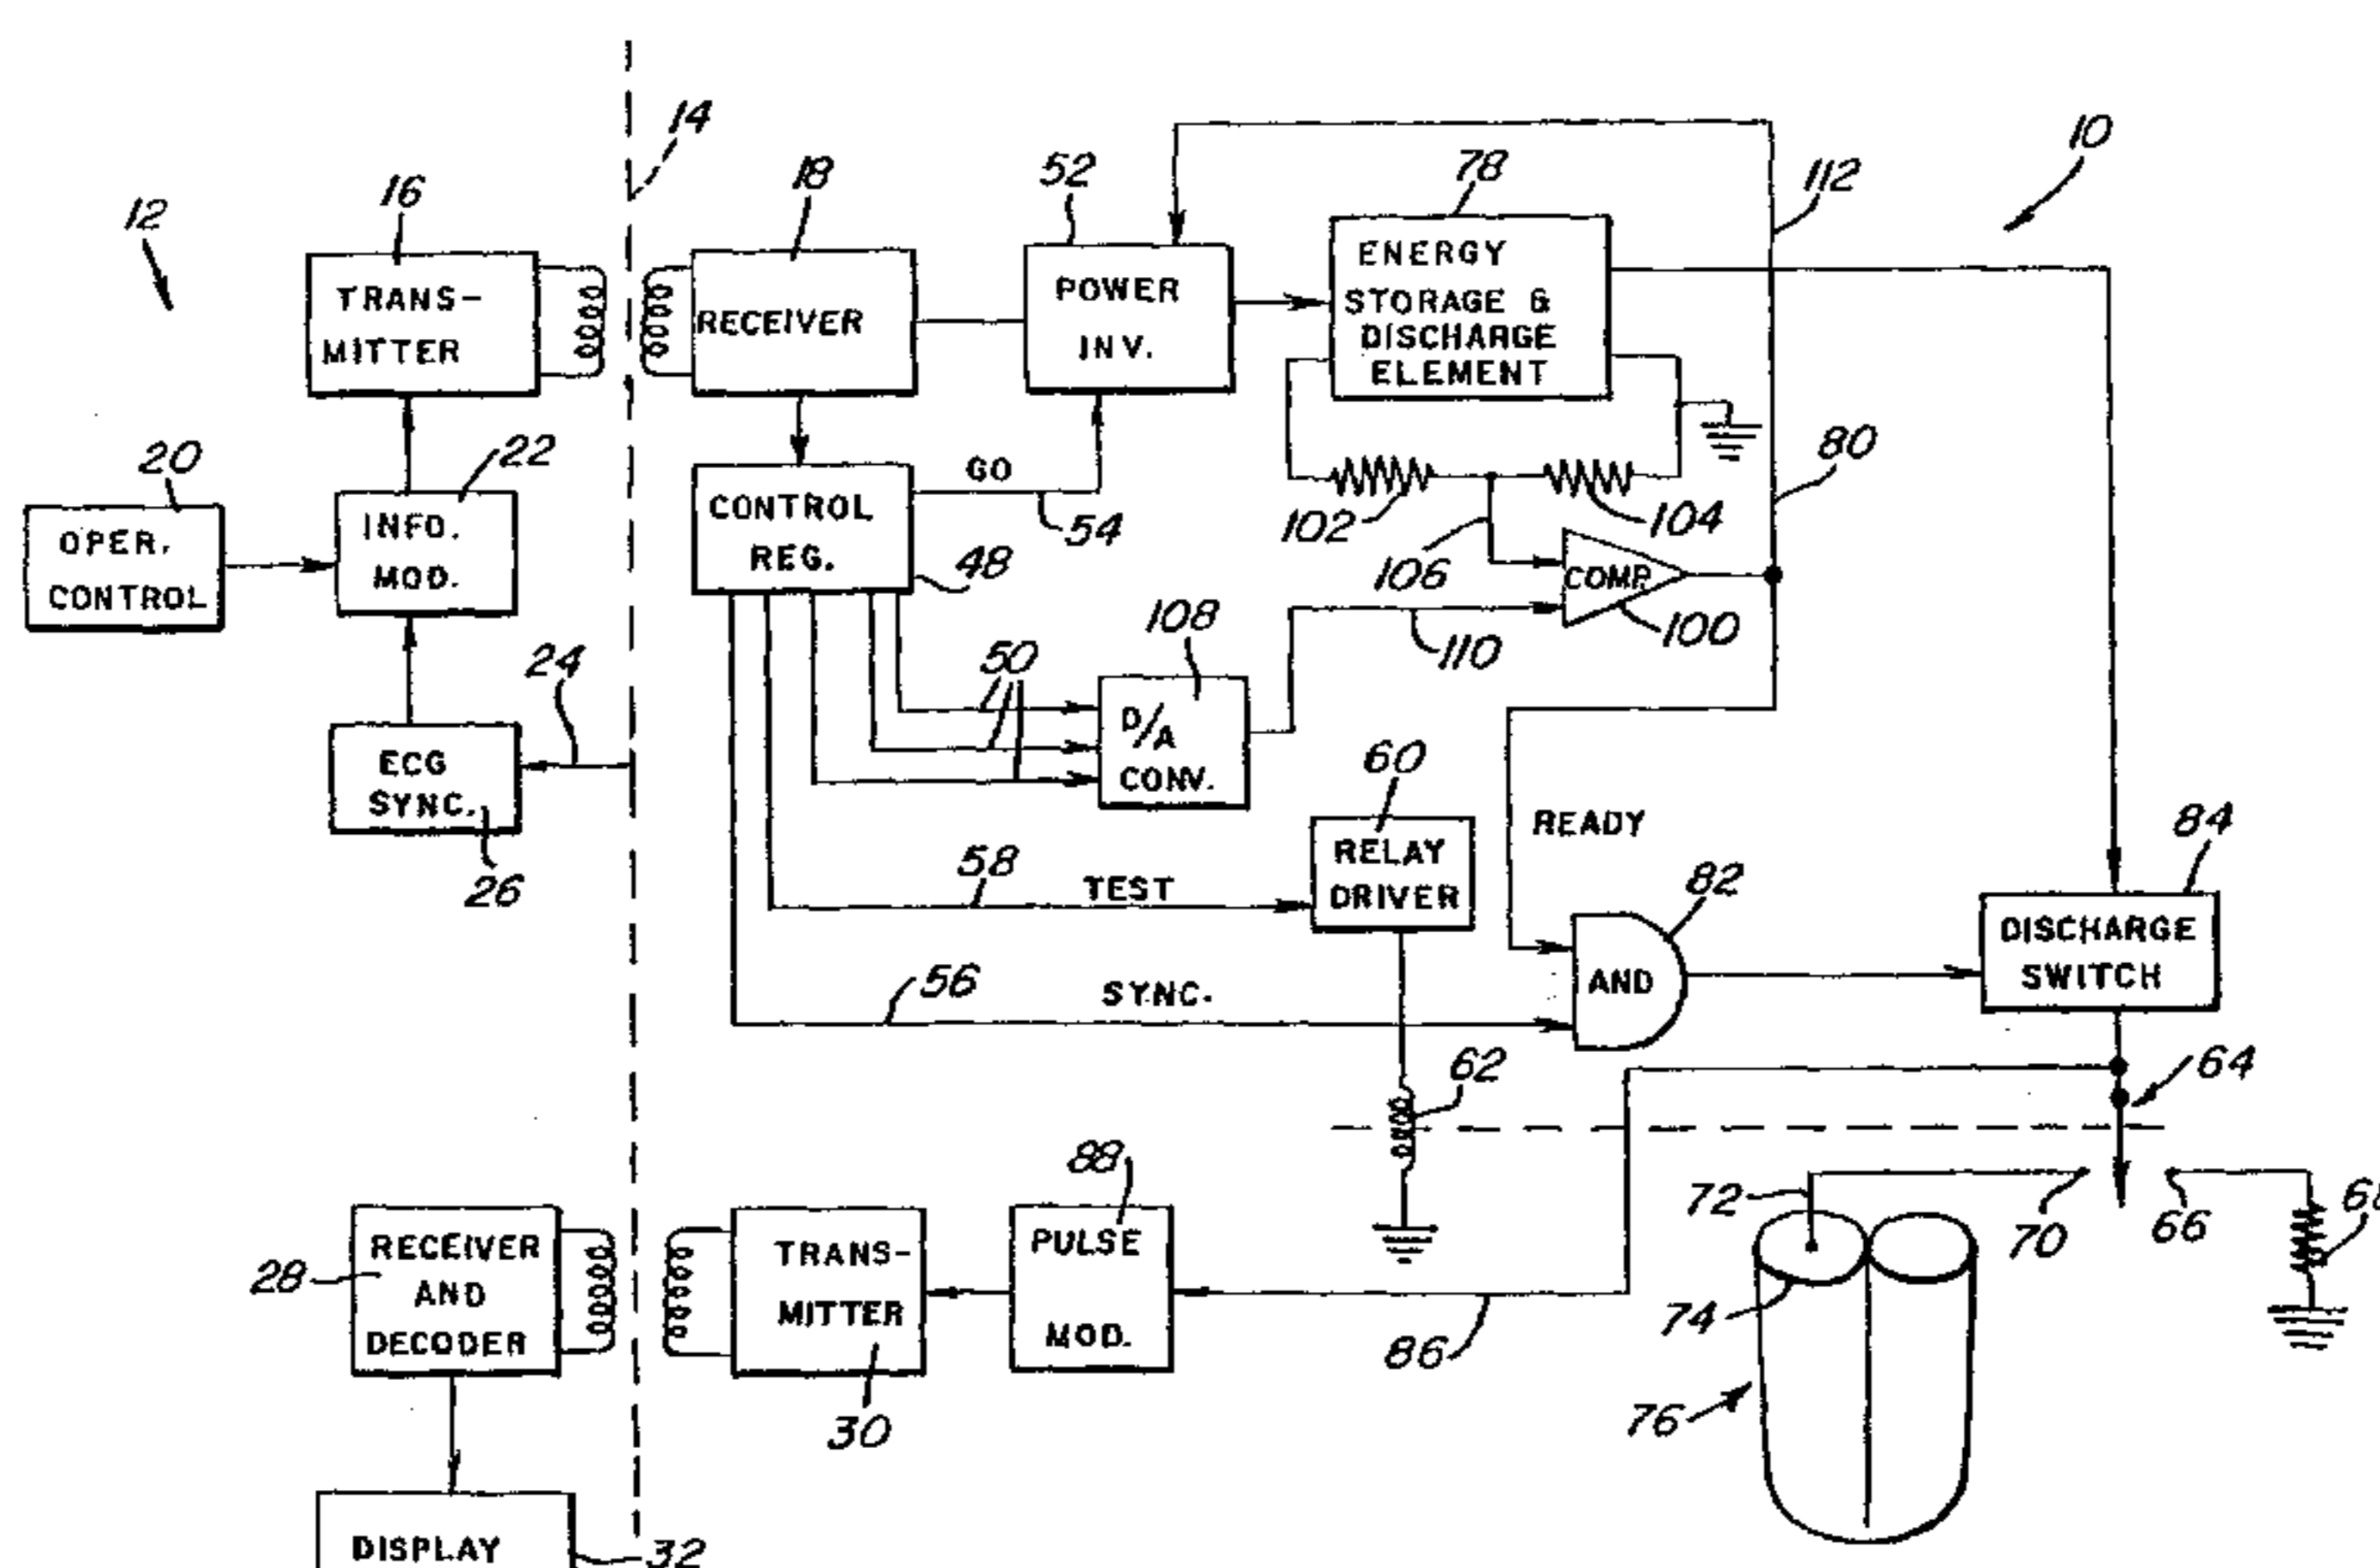 10
14
112
78
52
18
16
12
TRANS-
MITTER
RECEIVER
POWER
INV.
ENERGY
STORAGE &
DISCHARGE
ELEMENT
20
22
80
OPER.
CONTROL
INFO.
MOD.
CONTROL
REG.
GO
54
48
102
104
106
COMP.
100
110
108
50
D/A
CONV.
24
ECG
SYNC.
26
60
RELAY
DRIVER
READY
84
58
TEST
82
AND
DISCHARGE
SWITCH
56
SYNC.
62
64
88
72
70
66
68
28
RECEIVER
AND
DECODER
TRANS-
MITTER
PULSE
MOD.
74
86
76
30
DISPLAY
32